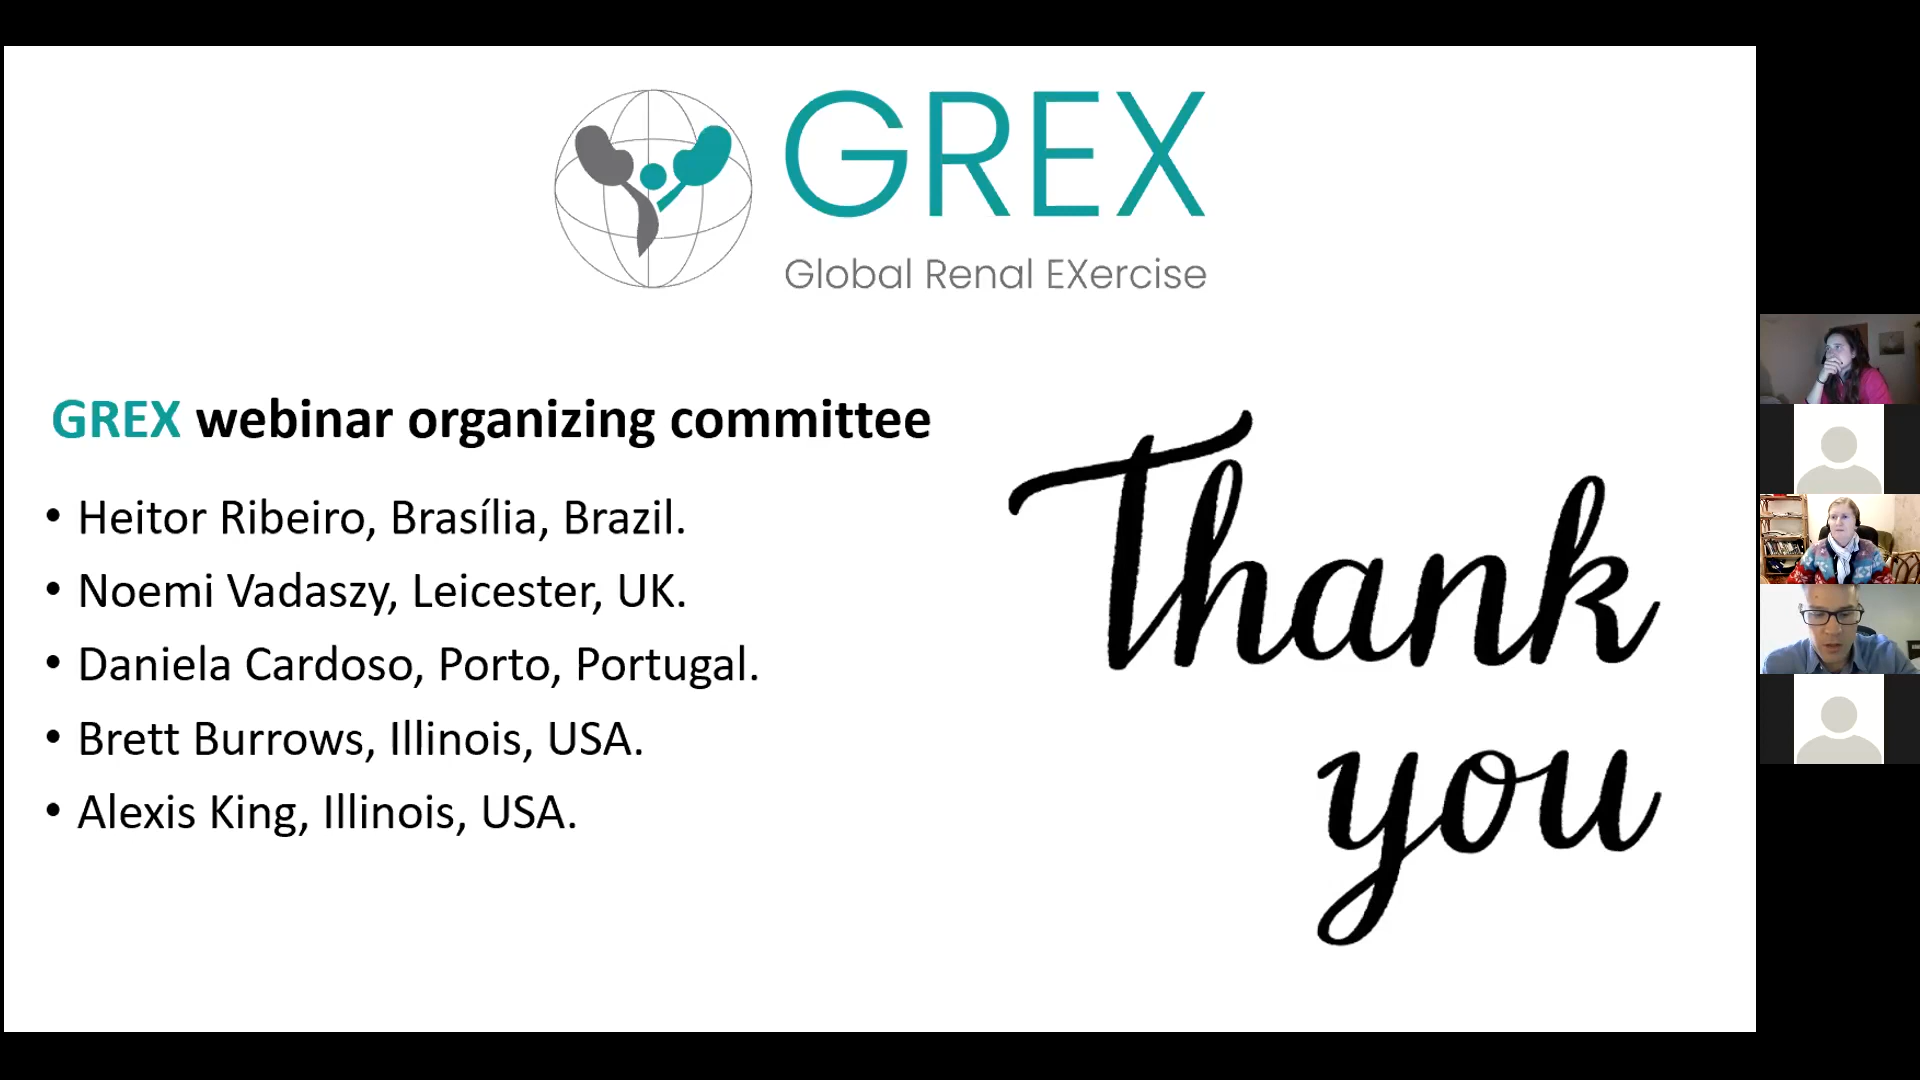 GREX
Global Renal EXercise
GREX webinar organizing committee
• Heitor Ribeiro, Brasília, Brazil.
• Noemi Vadaszy, Leicester, UK.
• Daniela Cardoso, Porto, Portugal.
• Brett Burrows, Illinois, USA.
• Alexis King, Illinois, USA.
Thank
you